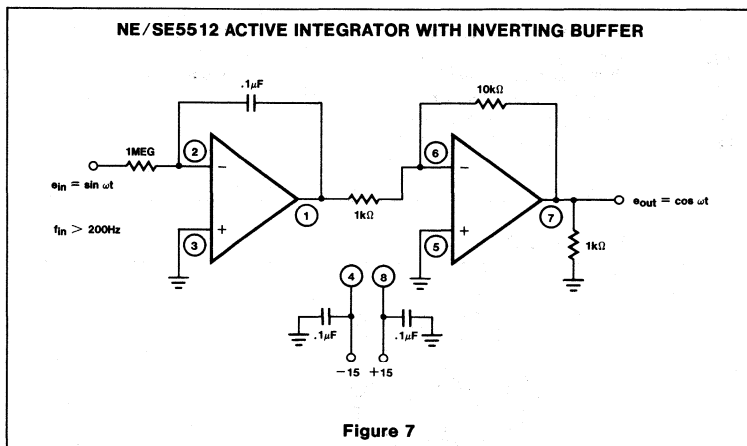 NE/SE5512 ACTIVE INTEGRATOR WITH INVERTING BUFFER
.1μF
10kΩ
1MEG
2
6
−
−
ein = sin ωt
1
1kΩ
7
eout = cos ωt
fin > 200Hz
+
+
3
5
1kΩ
4
8
.1μF
.1μF
−15
+15
Figure 7